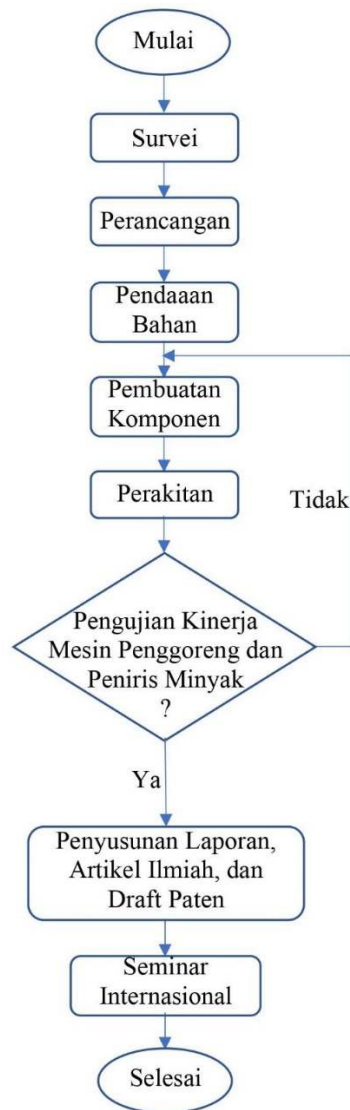 Mulai
Survei
Perancangan
Pendaaan
Bahan
Pembuatan
Komponen
Perakitan
Tidak
Pengujian Kinerja
Mesin Penggoreng dan
Peniris Minyak
?
Ya
Penyusunan Laporan,
Artikel Ilmiah, dan
Draft Paten
Seminar
Internasional
Selesai